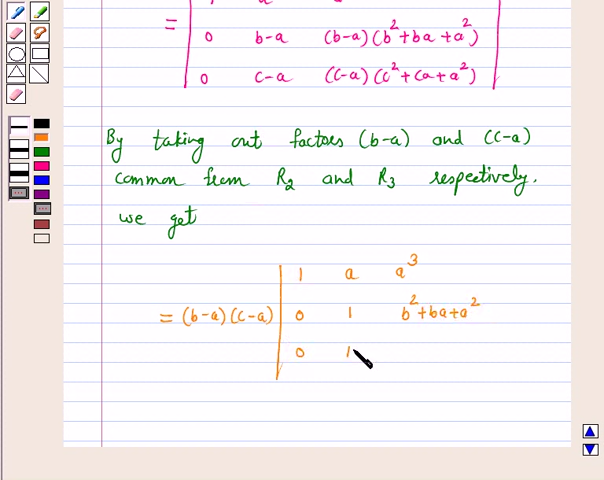 = 0 b-a (b-a)(b²+ba+a²)
0 c-a (c-a)(c²+ca+a²)
By taking out factors (b-a) and (c-a)
common from R₂ and R₃ respectively.
we get
1 a a³
= (b-a)(c-a) 0 1 b²+ba+a²
0 1